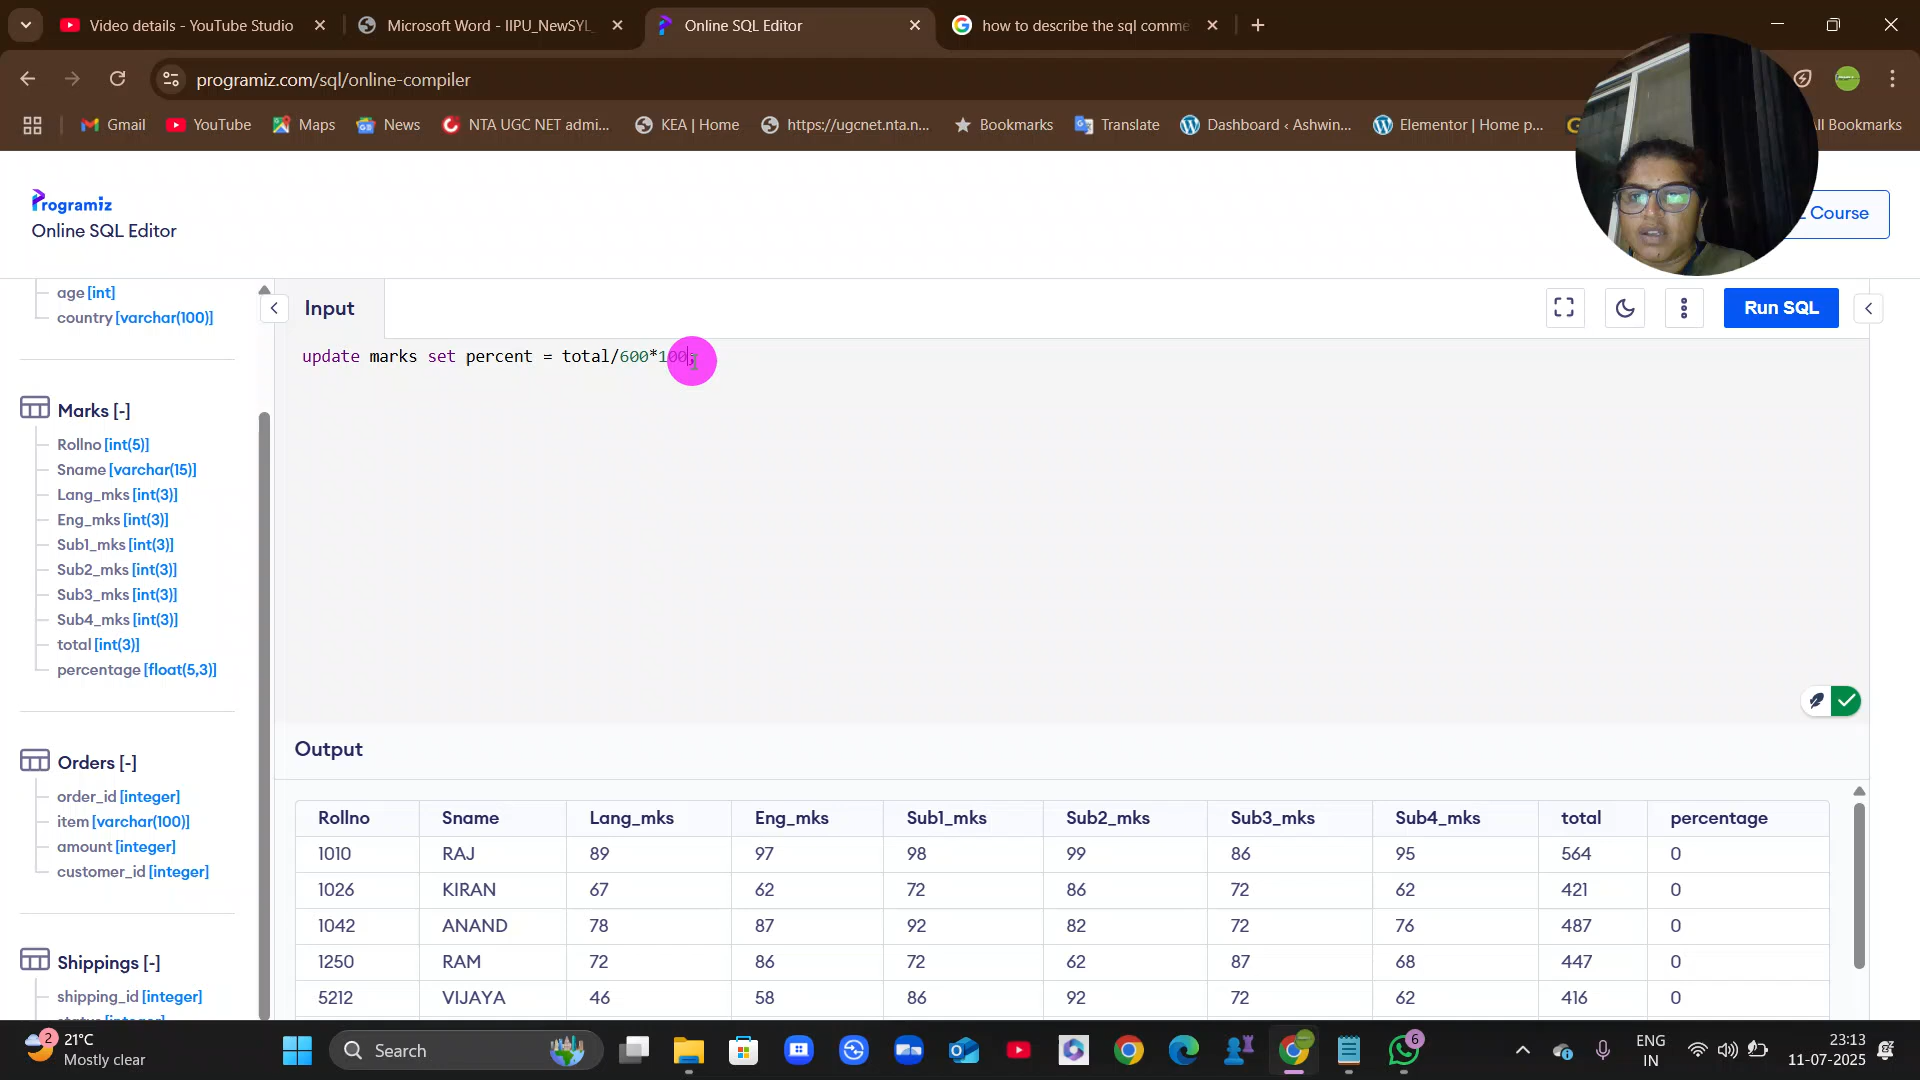 Video details - YouTube Studio
Microsoft Word - IIPU_NewSYL
Online SQL Editor
how to describe the sql comme
programiz.com/sql/online-compiler
Gmail
YouTube
Maps
News
NTA UGC NET admi...
KEA | Home
https://ugcnet.nta.n...
Bookmarks
Translate
Dashboard ‹ Ashwin...
Elementor | Home p...
All Bookmarks
Programiz
Online SQL Editor
Course
age [int]
country [varchar(100)]
Marks [-]
Rollno [int(5)]
Sname [varchar(15)]
Lang_mks [int(3)]
Eng_mks [int(3)]
Sub1_mks [int(3)]
Sub2_mks [int(3)]
Sub3_mks [int(3)]
Sub4_mks [int(3)]
total [int(3)]
percentage [float(5,3)]
Orders [-]
order_id [integer]
item [varchar(100)]
amount [integer]
customer_id [integer]
Shippings [-]
shipping_id [integer]
Input
Run SQL
update marks set percent = total/600*100;
Output
Rollno Sname Lang_mks Eng_mks Sub1_mks Sub2_mks Sub3_mks Sub4_mks total percentage
1010 RAJ 89 97 98 99 86 95 564 0
1026 KIRAN 67 62 72 86 72 62 421 0
1042 ANAND 78 87 92 82 72 76 487 0
1250 RAM 72 86 72 62 87 68 447 0
5212 VIJAYA 46 58 86 92 72 62 416 0
2
21°C
Mostly clear
Search
6
ENG
IN
23:13
11-07-2025